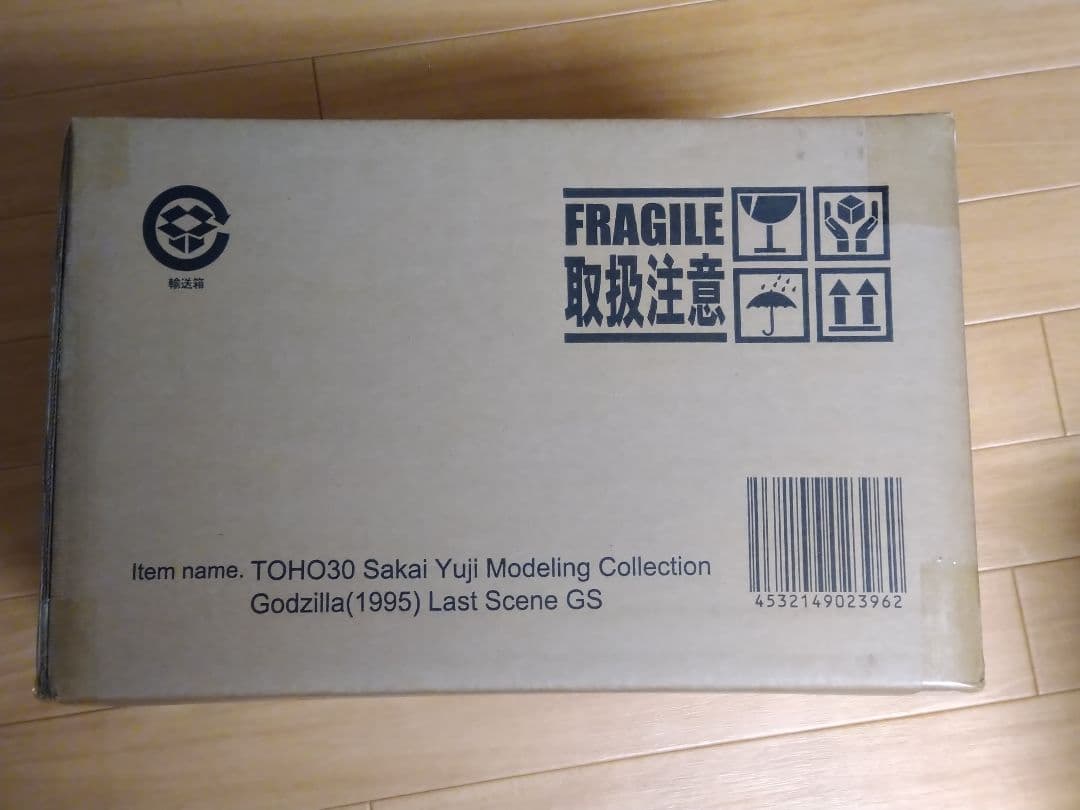 輸送箱
FRAGILE
取扱注意
Item name. TOHO30 Sakai Yuji Modeling Collection
Godzilla(1995) Last Scene GS
4532149023962